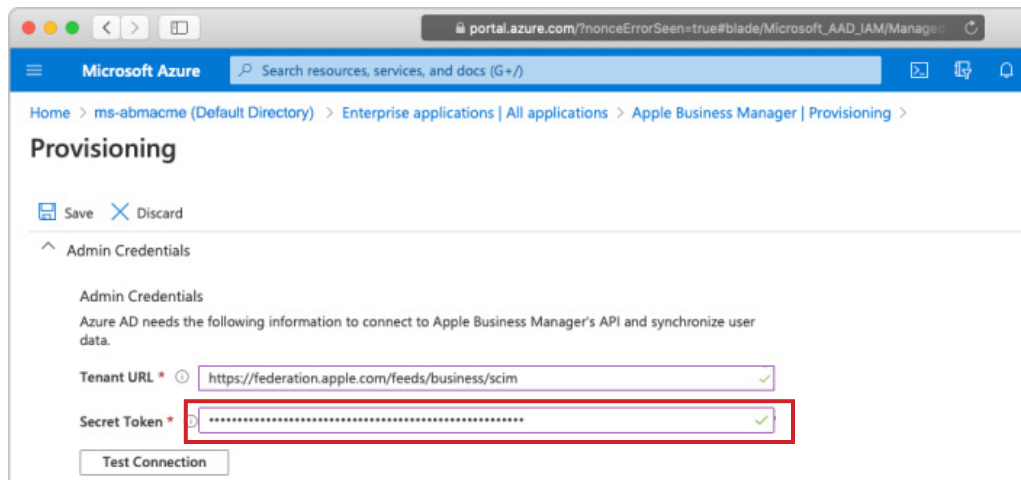 portal.azure.com/?nonceErrorSeen=true#blade/Microsoft_AAD_IAM/Managed
Microsoft Azure
Search resources, services, and docs (G+/)
Home > ms-abmacme (Default Directory) > Enterprise applications | All applications > Apple Business Manager | Provisioning >
Provisioning
Save Discard
Admin Credentials
Admin Credentials
Azure AD needs the following information to connect to Apple Business Manager's API and synchronize user
data.
Tenant URL * https://federation.apple.com/feeds/business/scim
Secret Token *
Test Connection